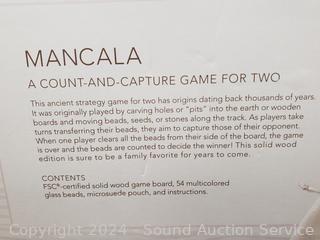 MANCALA
A COUNT-AND-CAPTURE GAME FOR TWO
This ancient strategy game for two has origins dating back thousands of years.
It was originally played by carving holes or "pits" into the earth or wooden
boards and moving beads, seeds, or stones along the track. As players take
turns transferring their beads, they aim to capture those of their opponent.
When one player clears all the beads from their side of the board, the game
is over and the beads are counted to decide the winner! This solid wood
edition is sure to be a family favorite for years to come.
CONTENTS
FSC®-certified solid wood game board, 54 multicolored
glass beads, microsuede pouch, and instructions.
Copyright 2024 - Sound Auction Service